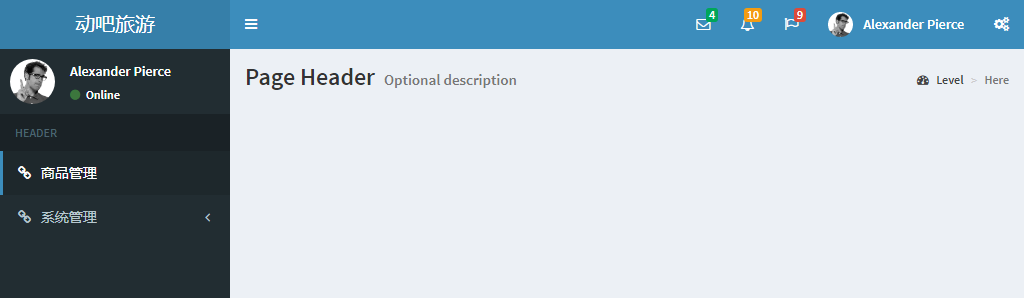 动吧旅游
4
10
9
Alexander Pierce
Alexander Pierce
Online
Page Header Optional description
Level > Here
HEADER
商品管理
系统管理